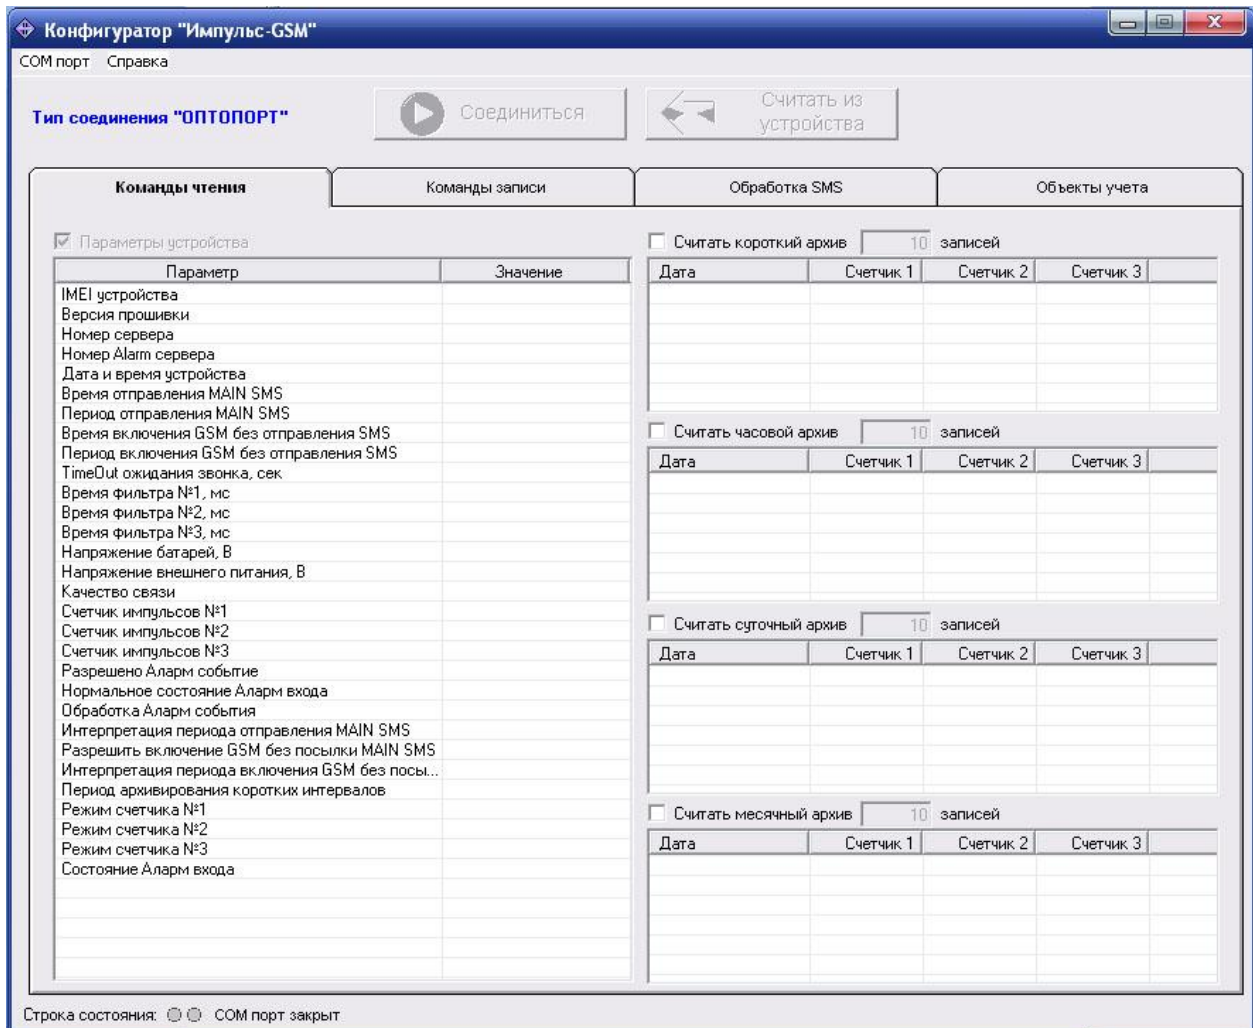 Конфигуратор "Импульс-GSM"
COM порт Справка
Тип соединения "ОПТОПОРТ"
Соединиться
Считать из
устройства
Команды чтения
Команды записи
Обработка SMS
Объекты учета
Параметры устройства
Параметр Значение
IMEI устройства
Версия прошивки
Номер сервера
Номер Alarm сервера
Дата и время устройства
Время отправления MAIN SMS
Период отправления MAIN SMS
Время включения GSM без отправления SMS
Период включения GSM без отправления SMS
TimeOut ожидания звонка, сек
Время фильтра №1, мс
Время фильтра №2, мс
Время фильтра №3, мс
Напряжение батарей, В
Напряжение внешнего питания, В
Качество связи
Счетчик импульсов №1
Счетчик импульсов №2
Счетчик импульсов №3
Разрешено Аларм событие
Нормальное состояние Аларм входа
Обработка Аларм события
Интерпретация периода отправления MAIN SMS
Разрешить включение GSM без посылки MAIN SMS
Интерпретация периода включения GSM без посы...
Период архивирования коротких интервалов
Режим счетчика №1
Режим счетчика №2
Режим счетчика №3
Состояние Аларм входа
Считать короткий архив 10 записей
Дата Счетчик 1 Счетчик 2 Счетчик 3
Считать часовой архив 10 записей
Дата Счетчик 1 Счетчик 2 Счетчик 3
Считать суточный архив 10 записей
Дата Счетчик 1 Счетчик 2 Счетчик 3
Считать месячный архив 10 записей
Дата Счетчик 1 Счетчик 2 Счетчик 3
Строка состояния: COM порт закрыт